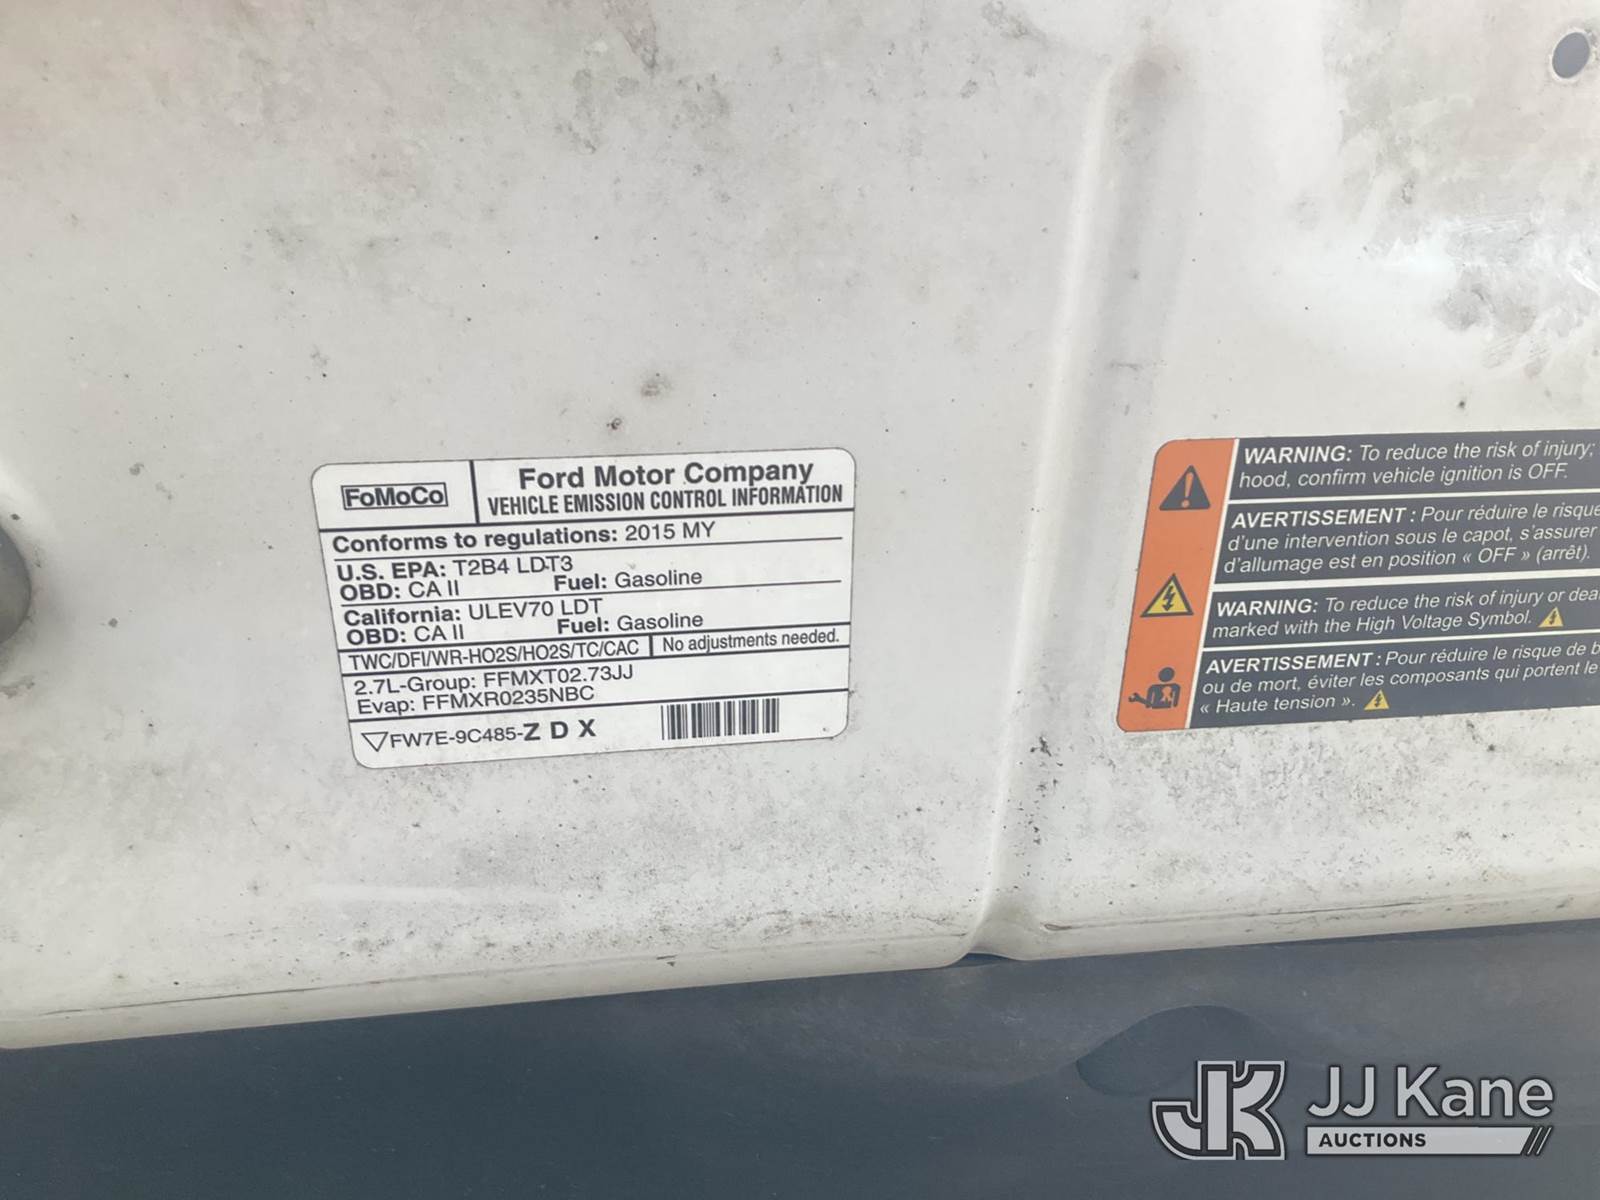 FoMoCo
Ford Motor Company
VEHICLE EMISSION CONTROL INFORMATION
Conforms to regulations: 2015 MY
U.S. EPA: T2B4 LDT3
OBD: CA II Fuel: Gasoline
California: ULEV70 LDT
OBD: CA II Fuel: Gasoline
TWC/DFI/WR-HO2S/HO2S/TC/CAC No adjustments needed.
2.7L-Group: FFMXT02.73JJ
Evap: FFMXR0235NBC
FW7E-9C485-Z D X
WARNING: To reduce the risk of injury;
hood, confirm vehicle ignition is OFF.
AVERTISSEMENT : Pour réduire le risque
d'une intervention sous le capot, s'assurer
d'allumage est en position « OFF » (arrêt).
WARNING: To reduce the risk of injury or
marked with the High Voltage Symbol.
AVERTISSEMENT : Pour réduire le risque de
ou de mort, éviter les composants qui portent le
« Haute tension ».
JK
JJ Kane
AUCTIONS